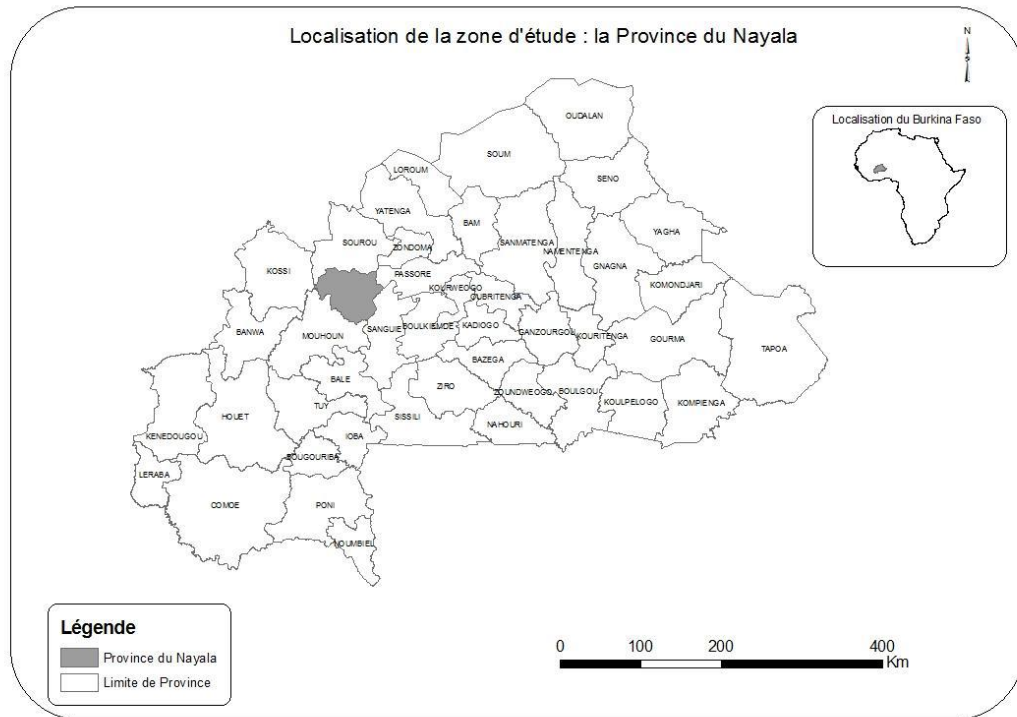 Localisation de la zone d'étude : la Province du Nayala
N
Localisation du Burkina Faso
OUDALAN
SOUM
LOROUM
SENO
YATENGA
BAM
YAGHA
SOUROU
ZONDOMA
SANMATENGA
NAMENTENGA
KOSSI
GNAGNA
PASSORE
KOMONDJARI
KOURWEOGO
OUBRITENGA
TAPOA
BANWA
MOUHOUN
SANGUIE
BOULKIEMDE
KADIOGO
GANZOURGOU
KOURITENGA
GOURMA
BAZEGA
BALE
ZIRO
ZOUNDWEOGO
BOULGOU
KOULPELOGO
KOMPIENGA
TUY
HOUET
SISSILI
NAHOURI
KENEDOUGOU
IOBA
BOUGOURIBA
LERABA
COMOE
PONI
NOUMBIEL
Légende
Province du Nayala
Limite de Province
0 100 200 400
Km